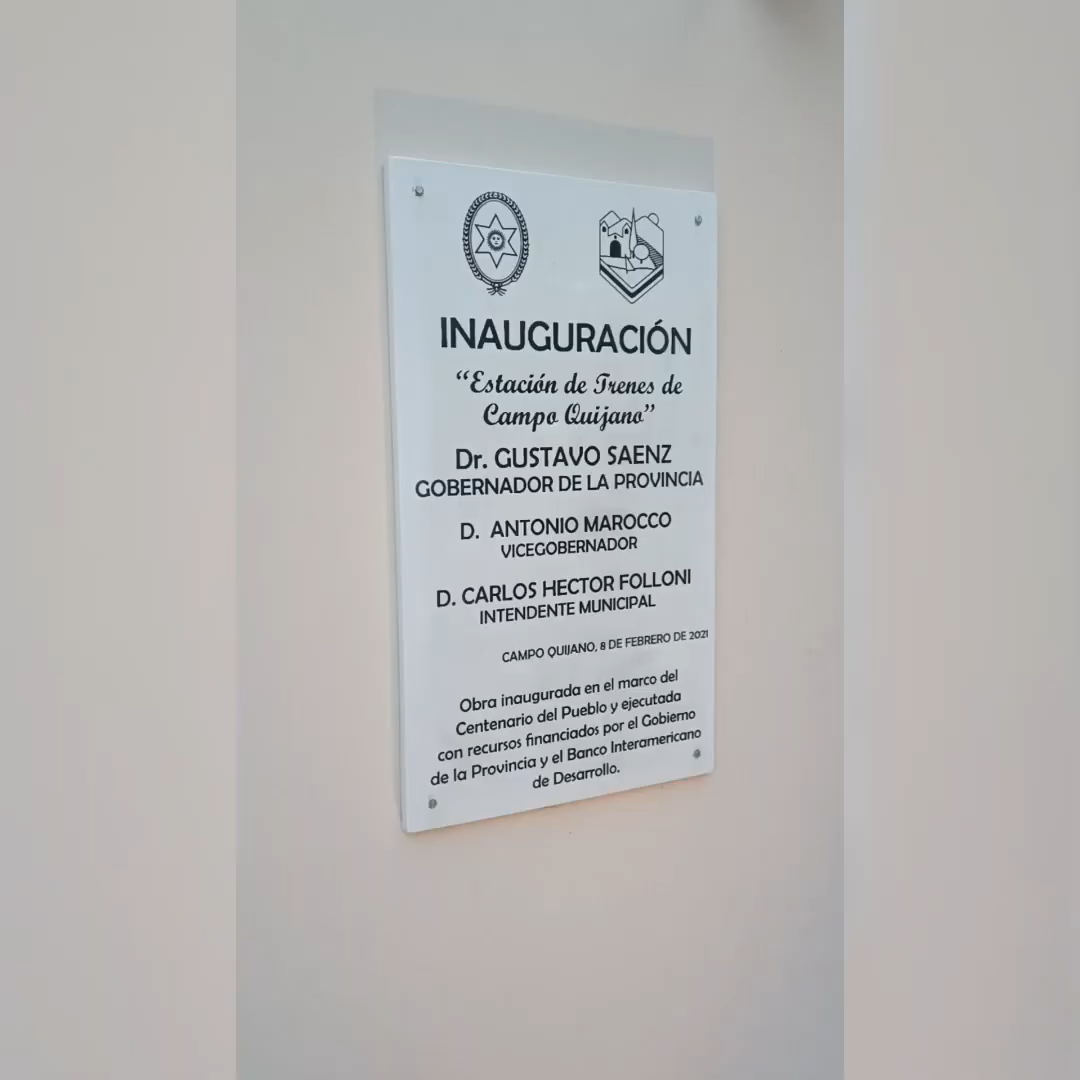 INAUGURACIÓN
“Estación de Trenes de
Campo Quijano”
Dr. GUSTAVO SAENZ
GOBERNADOR DE LA PROVINCIA
D. ANTONIO MAROCCO
VICEGOBERNADOR
D. CARLOS HECTOR FOLLONI
INTENDENTE MUNICIPAL
CAMPO QUIJANO, 8 DE FEBRERO DE 2021
Obra inaugurada en el marco del
Centenario del Pueblo y ejecutada
con recursos financiados por el Gobierno
de la Provincia y el Banco Interamericano
de Desarrollo.